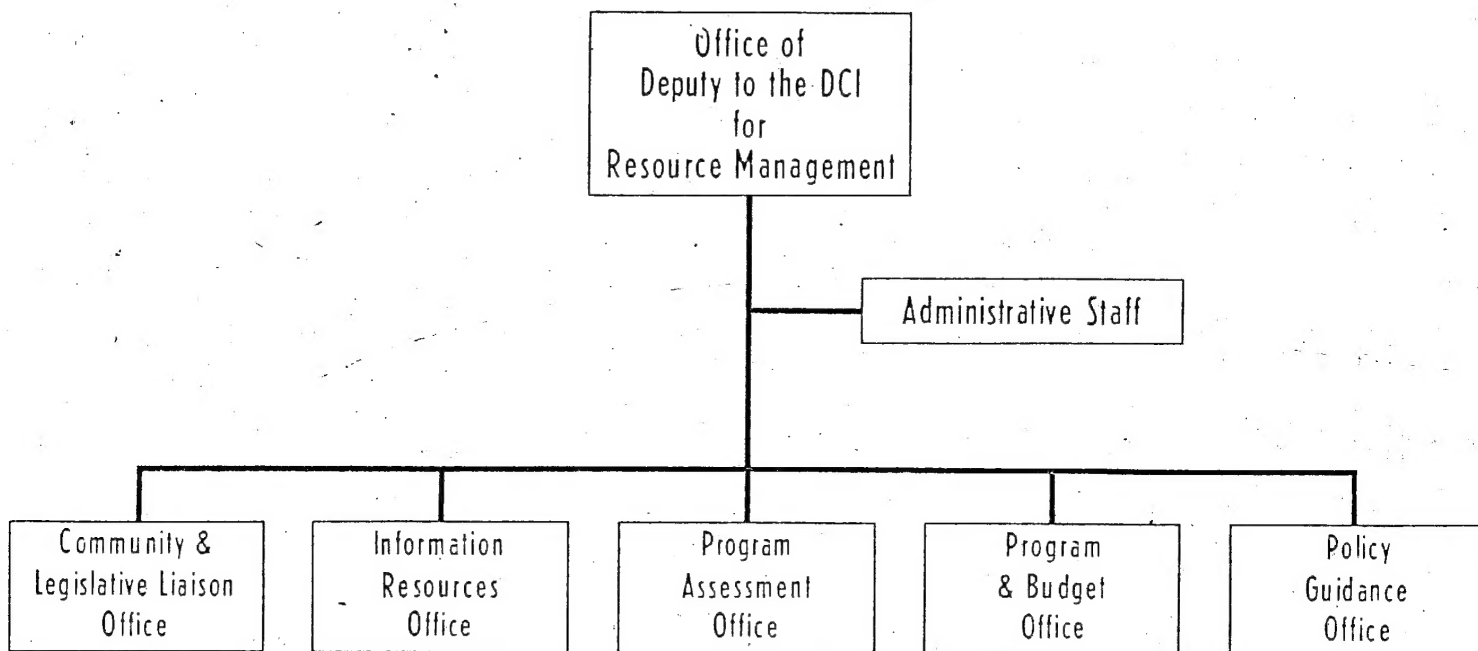 Office of
Deputy to the DCI
for
Resource Management
Administrative Staff
Community &
Legislative Liaison
Office
Information
Resources
Office
Program
Assessment
Office
Program
& Budget
Office
Policy
Guidance
Office